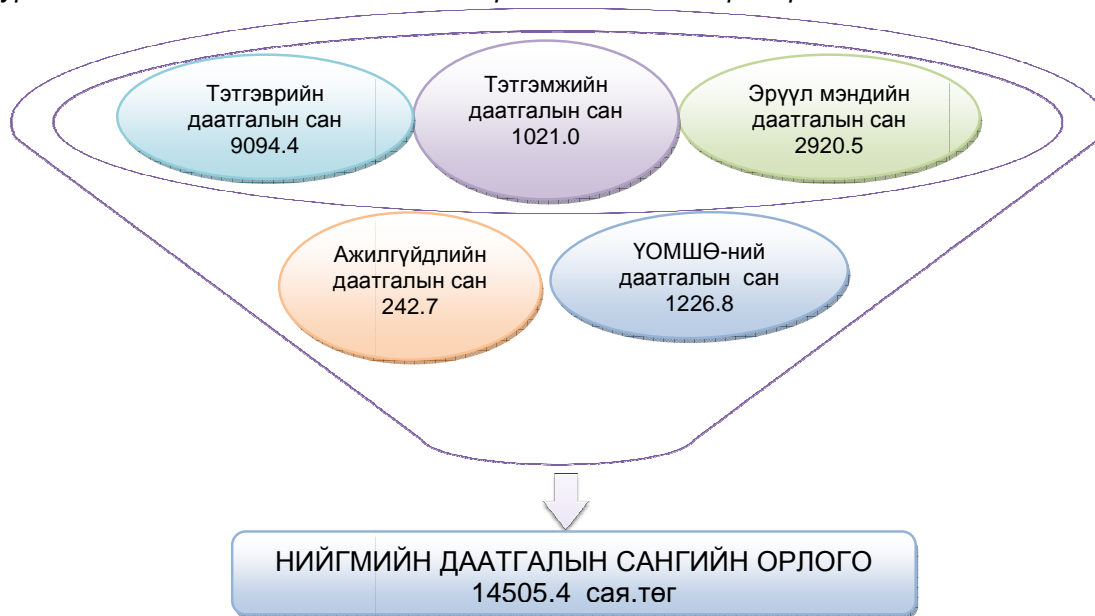 Тэтгэврийн
даатгалын сан
9094.4
Тэтгэмжийн
даатгалын сан
1021.0
Эрүүл мэндийн
даатгалын сан
2920.5
Ажилгүйдлийн
даатгалын сан
242.7
ҮОМШӨ-ний
даатгалын сан
1226.8
НИЙГМИЙН ДААТГАЛЫН САНГИЙН ОРЛОГО
14505.4 сая.төг